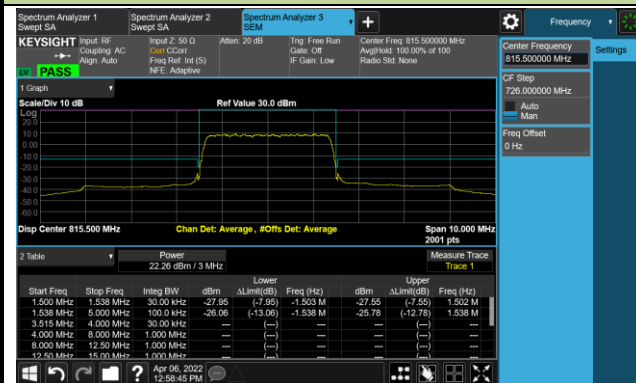 Spectrum Analyzer 1
Swept SA
Spectrum Analyzer 2
Swept SA
Spectrum Analyzer 3
SEM
+
Frequency
KEYSIGHT
Input: RF
Coupling: AC
Align: Auto
Input Z: 50 Ω
Corr CCorr
Freq Ref: Int (S)
NFE: Adaptive
Atten: 20 dB
Trig: Free Run
Gate: Off
IF Gain: Low
Center Freq: 815.500000 MHz
Avg|Hold: 100.00% of 100
Radio Std: None
PASS
Center Frequency
815.500000 MHz
Settings
CF Step
726.000000 MHz
Auto
Man
Freq Offset
0 Hz
1 Graph
Scale/Div 10 dB
Ref Value 30.0 dBm
Log
20.0
10.0
0.00
-10.0
-20.0
-30.0
-40.0
-50.0
-60.0
Disp Center 815.500 MHz
Chan Det: Average, #Offs Det: Average
Span 10.000 MHz
2001 pts
2 Table
Power
22.26 dBm / 3 MHz
Measure Trace
Trace 1
Lower Upper
Start Freq Stop Freq Integ BW dBm ΔLimit(dB) Freq (Hz) dBm ΔLimit(dB) Freq (Hz)
1.500 MHz 1.538 MHz 30.00 kHz -27.95 (-7.95) -1.503 M -27.55 (-7.55) 1.502 M
1.538 MHz 5.000 MHz 100.0 kHz -26.06 (-13.06) -1.538 M -25.78 (-12.78) 1.538 M
3.515 MHz 4.000 MHz 30.00 kHz --- (---) --- (---)
4.000 MHz 8.000 MHz 1.000 MHz --- (---) --- (---)
8.000 MHz 12.50 MHz 1.000 MHz --- (---) --- (---)
12.50 MHz 15.00 MHz 1.000 MHz --- (---) --- (---)
?
Apr 06, 2022
12:58:45 PM